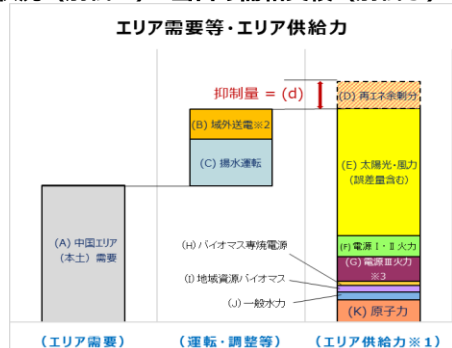 エリア需要等・エリア供給力
抑制量 = (d)
(D) 再エネ余剰分
(B) 域外送電※2
(C) 揚水運転
(E) 太陽光・風力
(誤差量含む)
(A) 中国エリア
(本土) 需要
(F) 電源Ⅰ・Ⅱ火力
(G) 電源Ⅲ火力
※3
(H) バイオマス専焼電源
(I) 地域資源バイオマス
(J) 一般水力
(K) 原子力
(エリア需要)
(運転・調整等)
(エリア供給力※1)